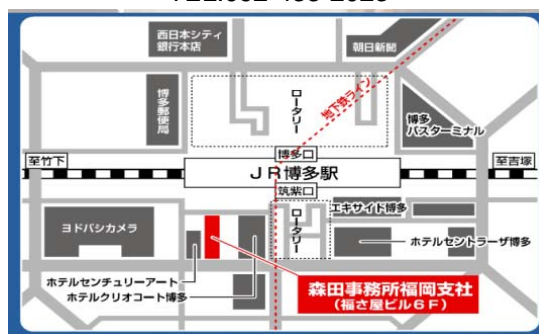 西日本シティ
銀行本店
朝日新聞
博多郵便局
ロータリー
地下鉄ライン
博多
バスターミナル
至竹下
博多口
JR博多駅
筑紫口
至吉塚
ヨドバシカメラ
ロータリー
エキサイド博多
ホテルセントラーザ博多
ホテルセンチュリーアート
ホテルクリオコート博多
森田事務所福岡支社
(福さ屋ビル6F)